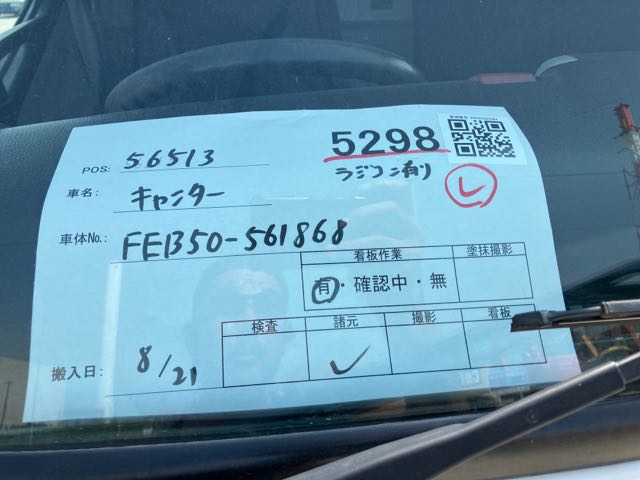 5298
ラジコン有り
レ
POS: 56513
車名: キャンター
車体No.: FEB50-561868
看板作業 塗抹撮影
有・確認中・無
検査 諸元 撮影 看板
搬入日: 8/21 ✓